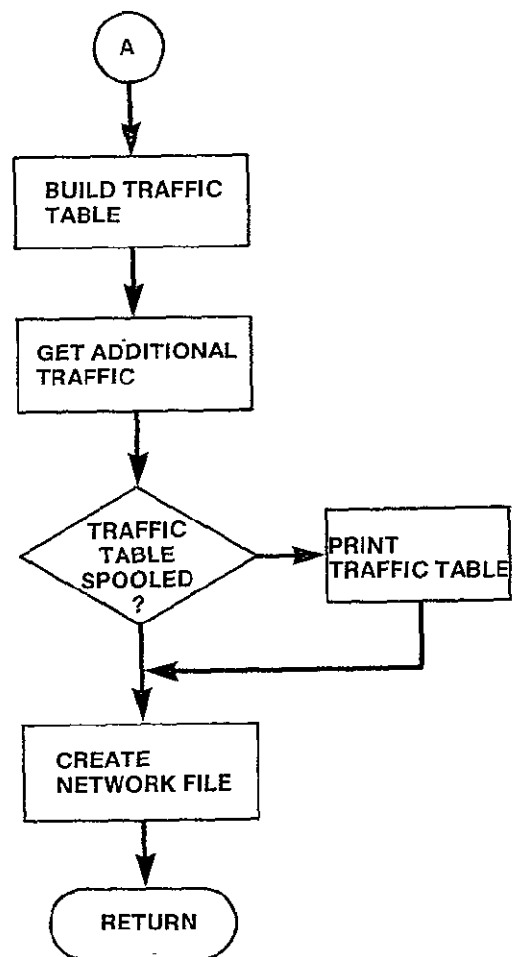 A
BUILD TRAFFIC
TABLE
GET ADDITIONAL
TRAFFIC
TRAFFIC
TABLE
SPOOLED
?
PRINT
TRAFFIC TABLE
CREATE
NETWORK FILE
RETURN